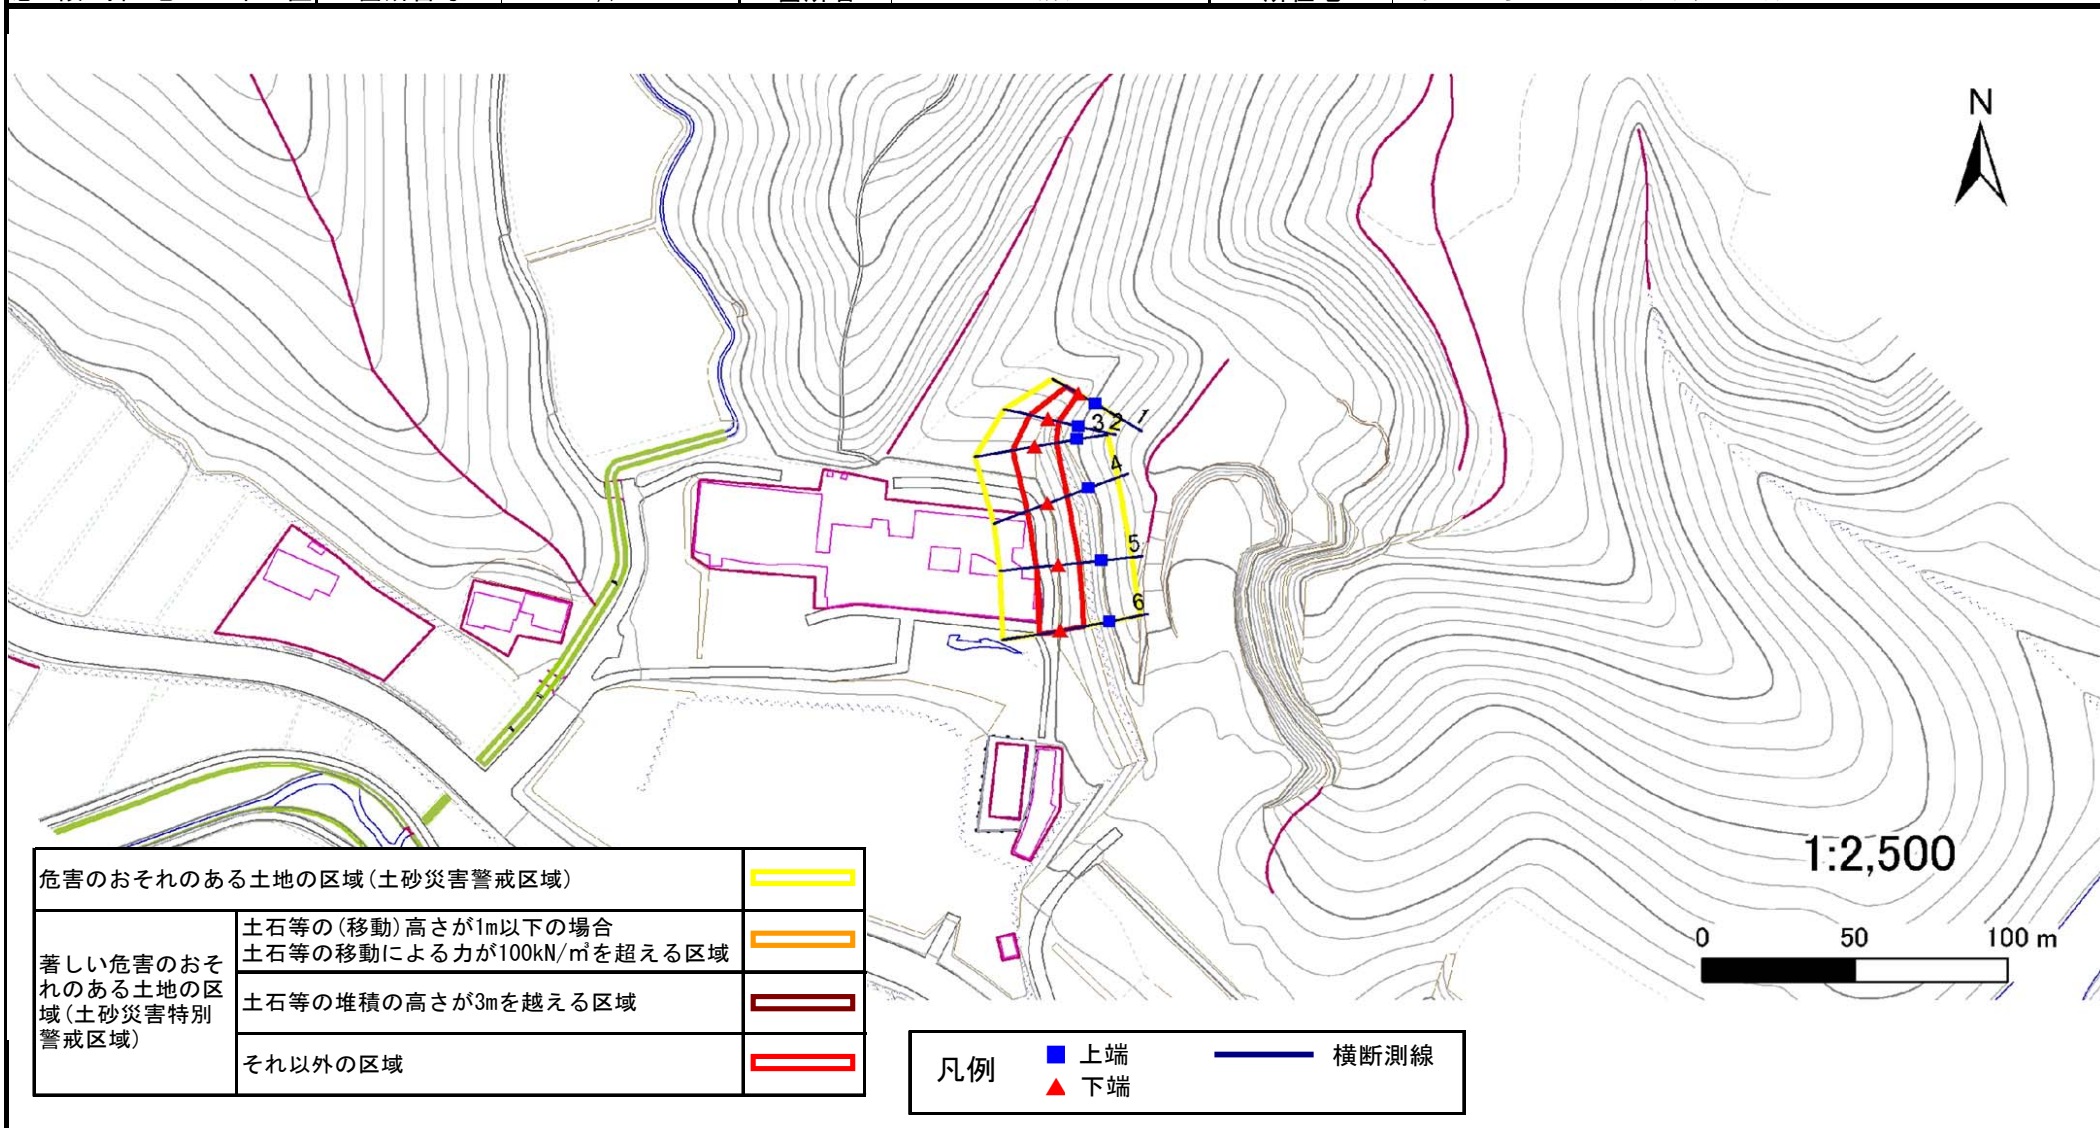 N
1
3 2
4
5
6
1:2,500
0 50 100 m
危害のおそれのある土地の区域(土砂災害警戒区域)
著しい危害のおそ
れのある土地の区
域(土砂災害特別
警戒区域)
土石等の(移動)高さが1m以下の場合
土石等の移動による力が100kN/㎡を超える区域
土石等の堆積の高さが3mを越える区域
それ以外の区域
凡例
上端
下端
横断測線